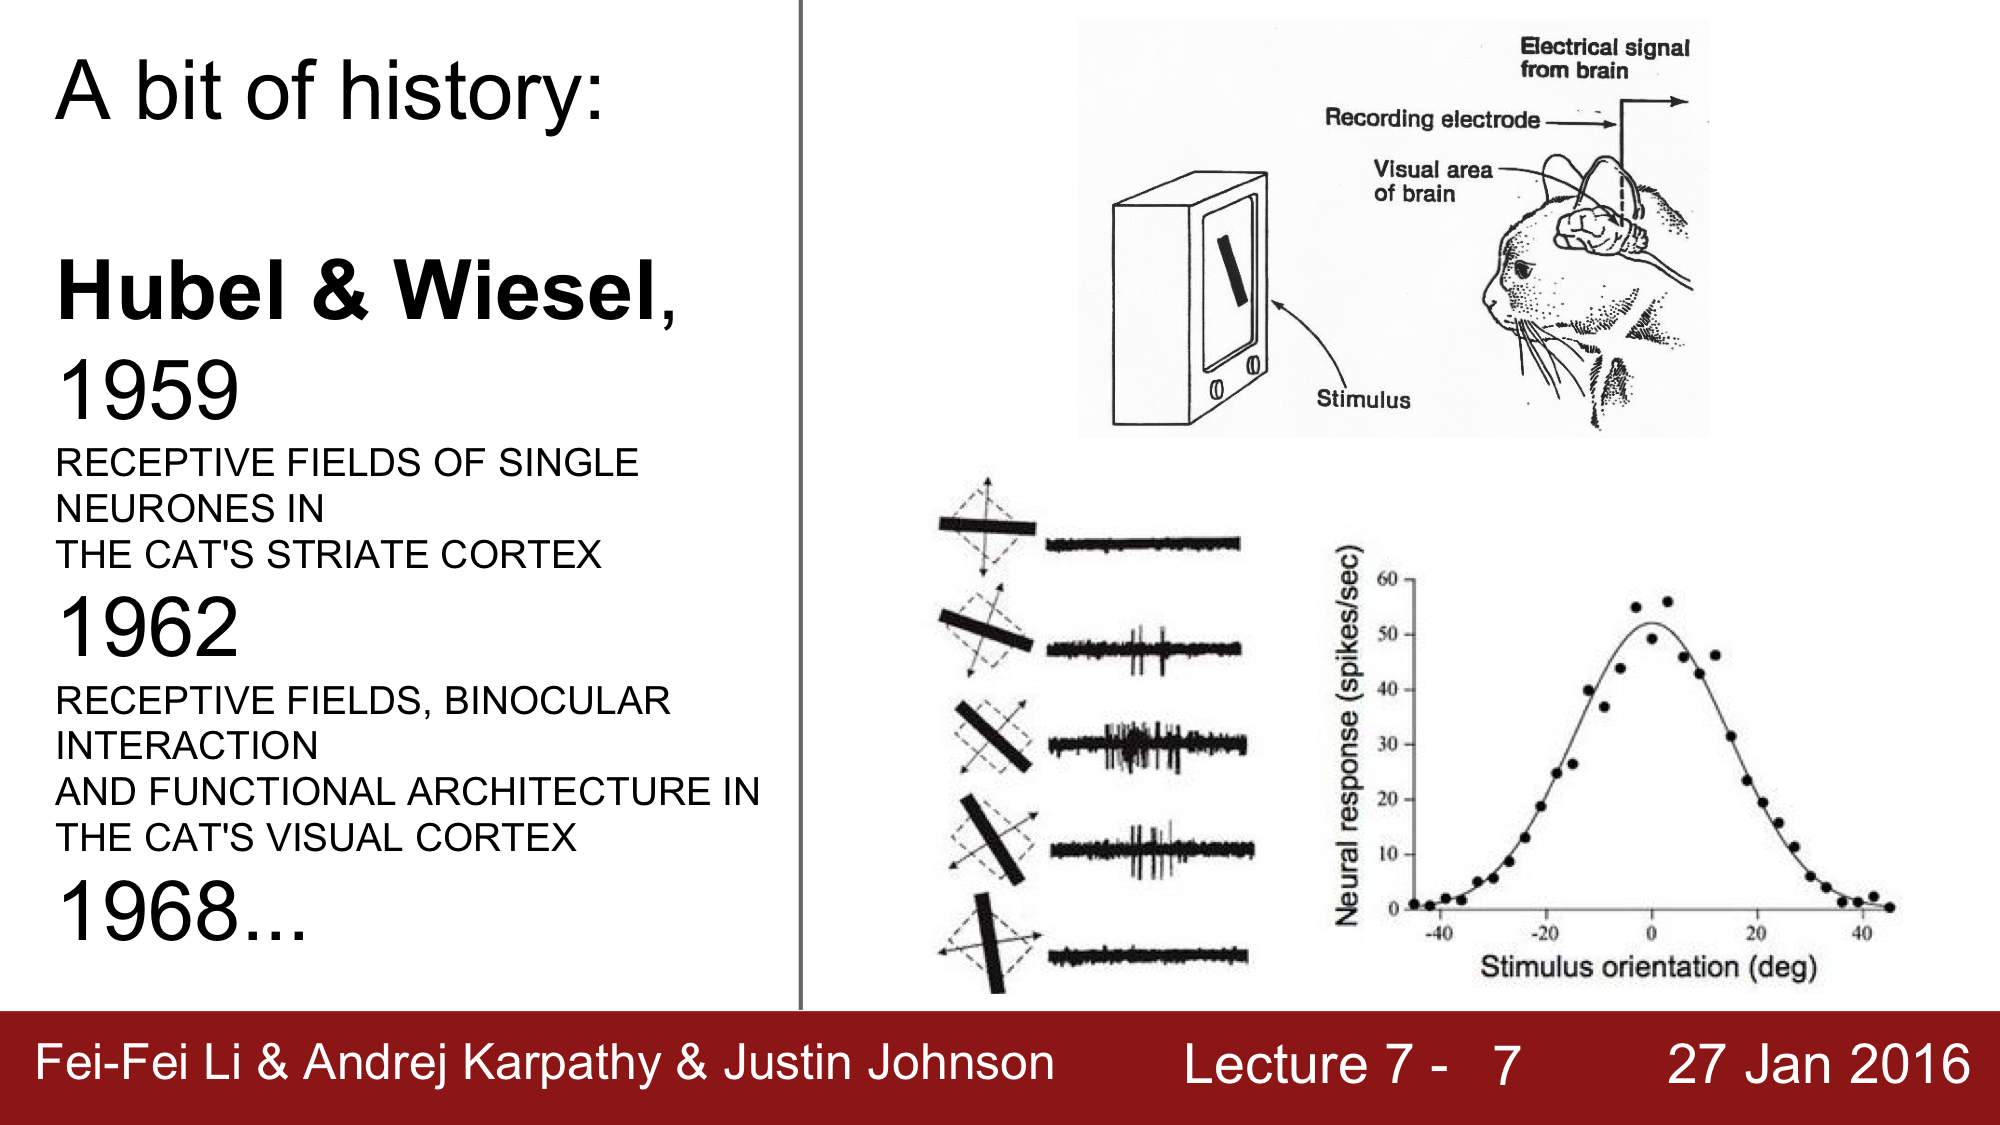 A bit of history:
Hubel & Wiesel,
1959
RECEPTIVE FIELDS OF SINGLE
NEURONES IN
THE CAT'S STRIATE CORTEX
1962
RECEPTIVE FIELDS, BINOCULAR
INTERACTION
AND FUNCTIONAL ARCHITECTURE IN
THE CAT'S VISUAL CORTEX
1968...
Electrical signal
from brain
Recording electrode
Visual area
of brain
Stimulus
Neural response (spikes/sec)
60
50
40
30
20
10
0
-40 -20 0 20 40
Stimulus orientation (deg)
Fei-Fei Li & Andrej Karpathy & Justin Johnson Lecture 7 - 7 27 Jan 2016